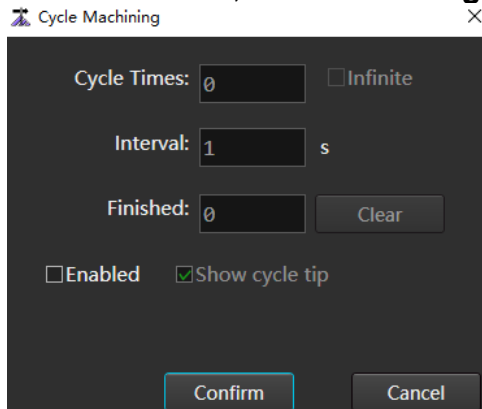 Cycle Machining
Cycle Times: 0 Infinite
Interval: 1 s
Finished: 0 Clear
Enabled Show cycle tip
Confirm Cancel